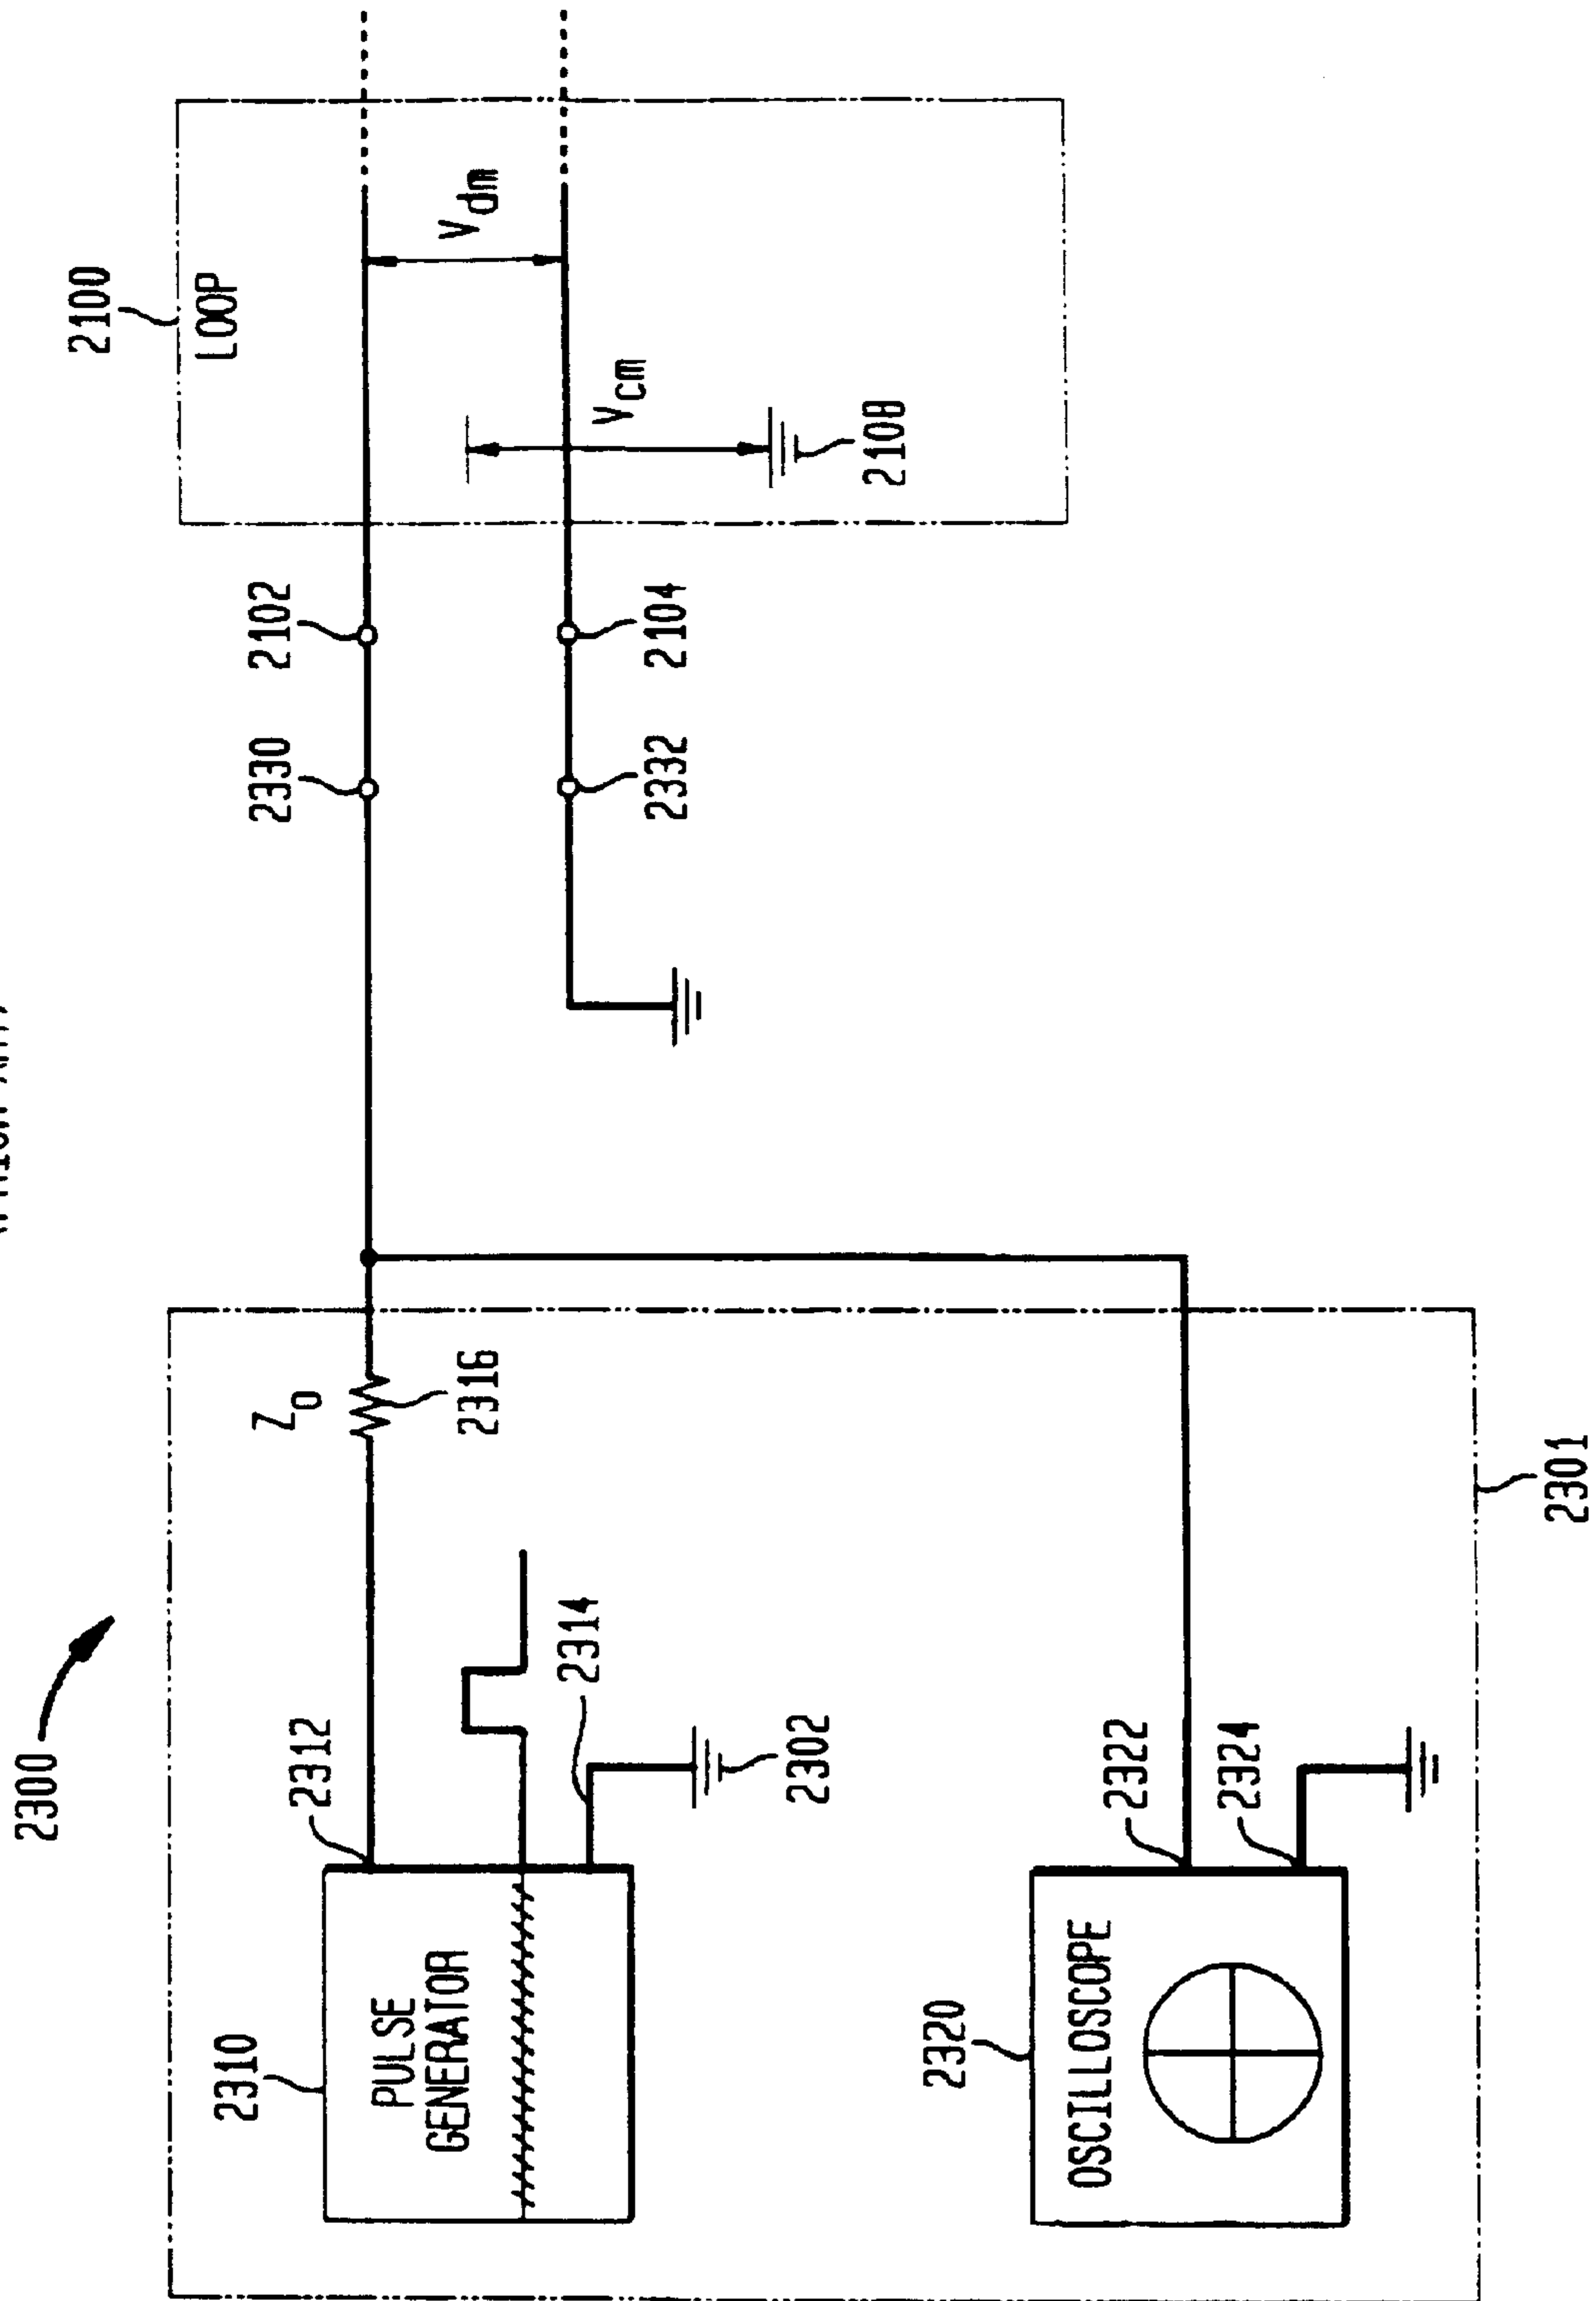 2300
2310
PULSE
GENERATOR
2312
2314
2302
Z0
2316
2320
OSCILLOSCOPE
2322
2324
2301
2330
2102
2332
2104
2100
LOOP
Vdm
Vcm
2108